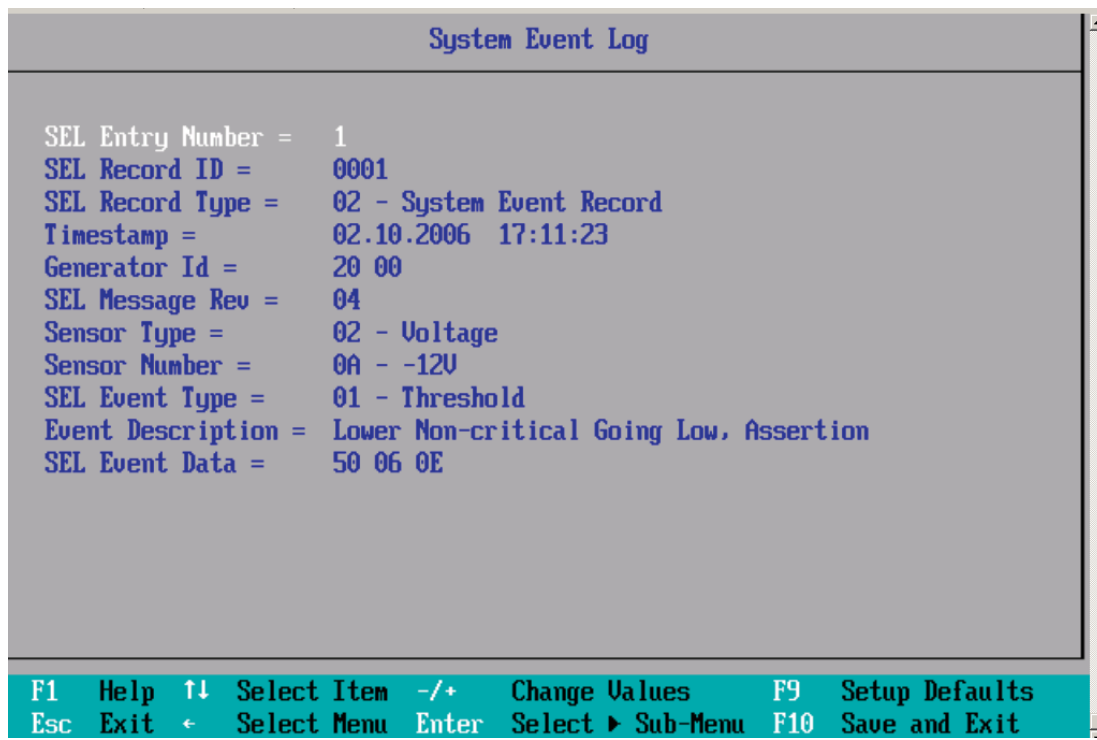 System Event Log
SEL Entry Number = 1
SEL Record ID = 0001
SEL Record Type = 02 - System Event Record
Timestamp = 02.10.2006 17:11:23
Generator Id = 20 00
SEL Message Rev = 04
Sensor Type = 02 - Voltage
Sensor Number = 0A - -12V
SEL Event Type = 01 - Threshold
Event Description = Lower Non-critical Going Low, Assertion
SEL Event Data = 50 06 0E
F1 Help ↑↓ Select Item -/+ Change Values F9 Setup Defaults
Esc Exit ← Select Menu Enter Select ▶ Sub-Menu F10 Save and Exit